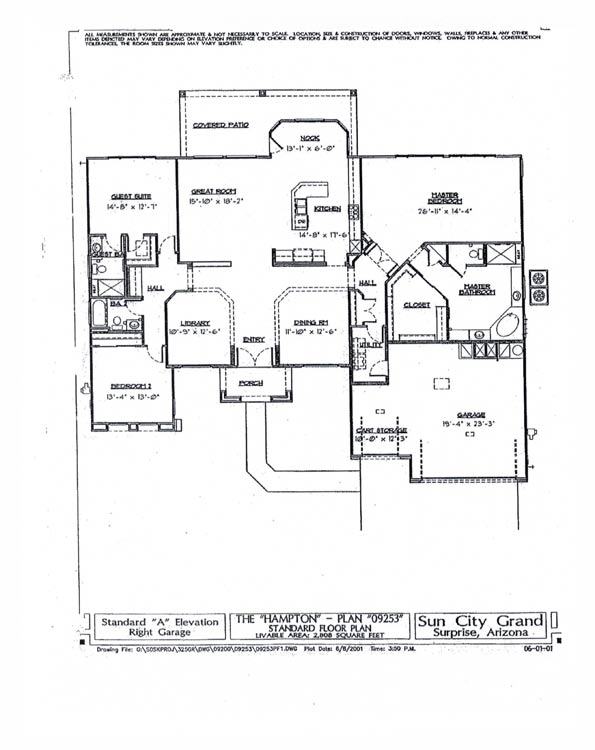 ALL MEASUREMENTS SHOWN ARE APPROXIMATE & NOT NECESSARILY TO SCALE. LOCATION, SIZE & CONSTRUCTION OF DOORS, WINDOWS, WALLS, FIREPLACES & ANY OTHER
ITEMS DEPICTED MAY VARY DEPENDING ON ELEVATION PREFERENCE OR CHOICE OF OPTIONS & ARE SUBJECT TO CHANGE WITHOUT NOTICE. OWING TO NORMAL CONSTRUCTION
TOLERANCES, THE ROOM SIZES SHOWN MAY VARY SLIGHTLY.
COVERED PATIO
NOOK
13'-1" x 6'-0"
GUEST SUITE
14'-8" x 12'-7"
GREAT ROOM
15'-10" x 18'-2"
KITCHEN
14'-8" x 17'-6"
MASTER
BEDROOM
26'-11" x 14'-4"
GUEST BA.
HALL
BA. 2
LIBRARY
10'-9" x 12'-6"
ENTRY
DINING RM
11'-10" x 12'-6"
HALL
CLOSET
MASTER
BATHROOM
UTILITY
PORCH
BEDROOM 2
13'-4" x 13'-0"
CART STORAGE
10'-0" x 12'-3"
GARAGE
19'-4" x 23'-3"
Standard "A" Elevation
Right Garage
THE "HAMPTON" - PLAN "09253"
STANDARD FLOOR PLAN
LIVABLE AREA: 2,808 SQUARE FEET
Sun City Grand
Surprise, Arizona
Drawing File: G:\SDSKPROJ\3250R\DWG\09200\09253\09253PF1.DWG Plot Date: 6/8/2001 Time: 3:50 PM
06-01-01